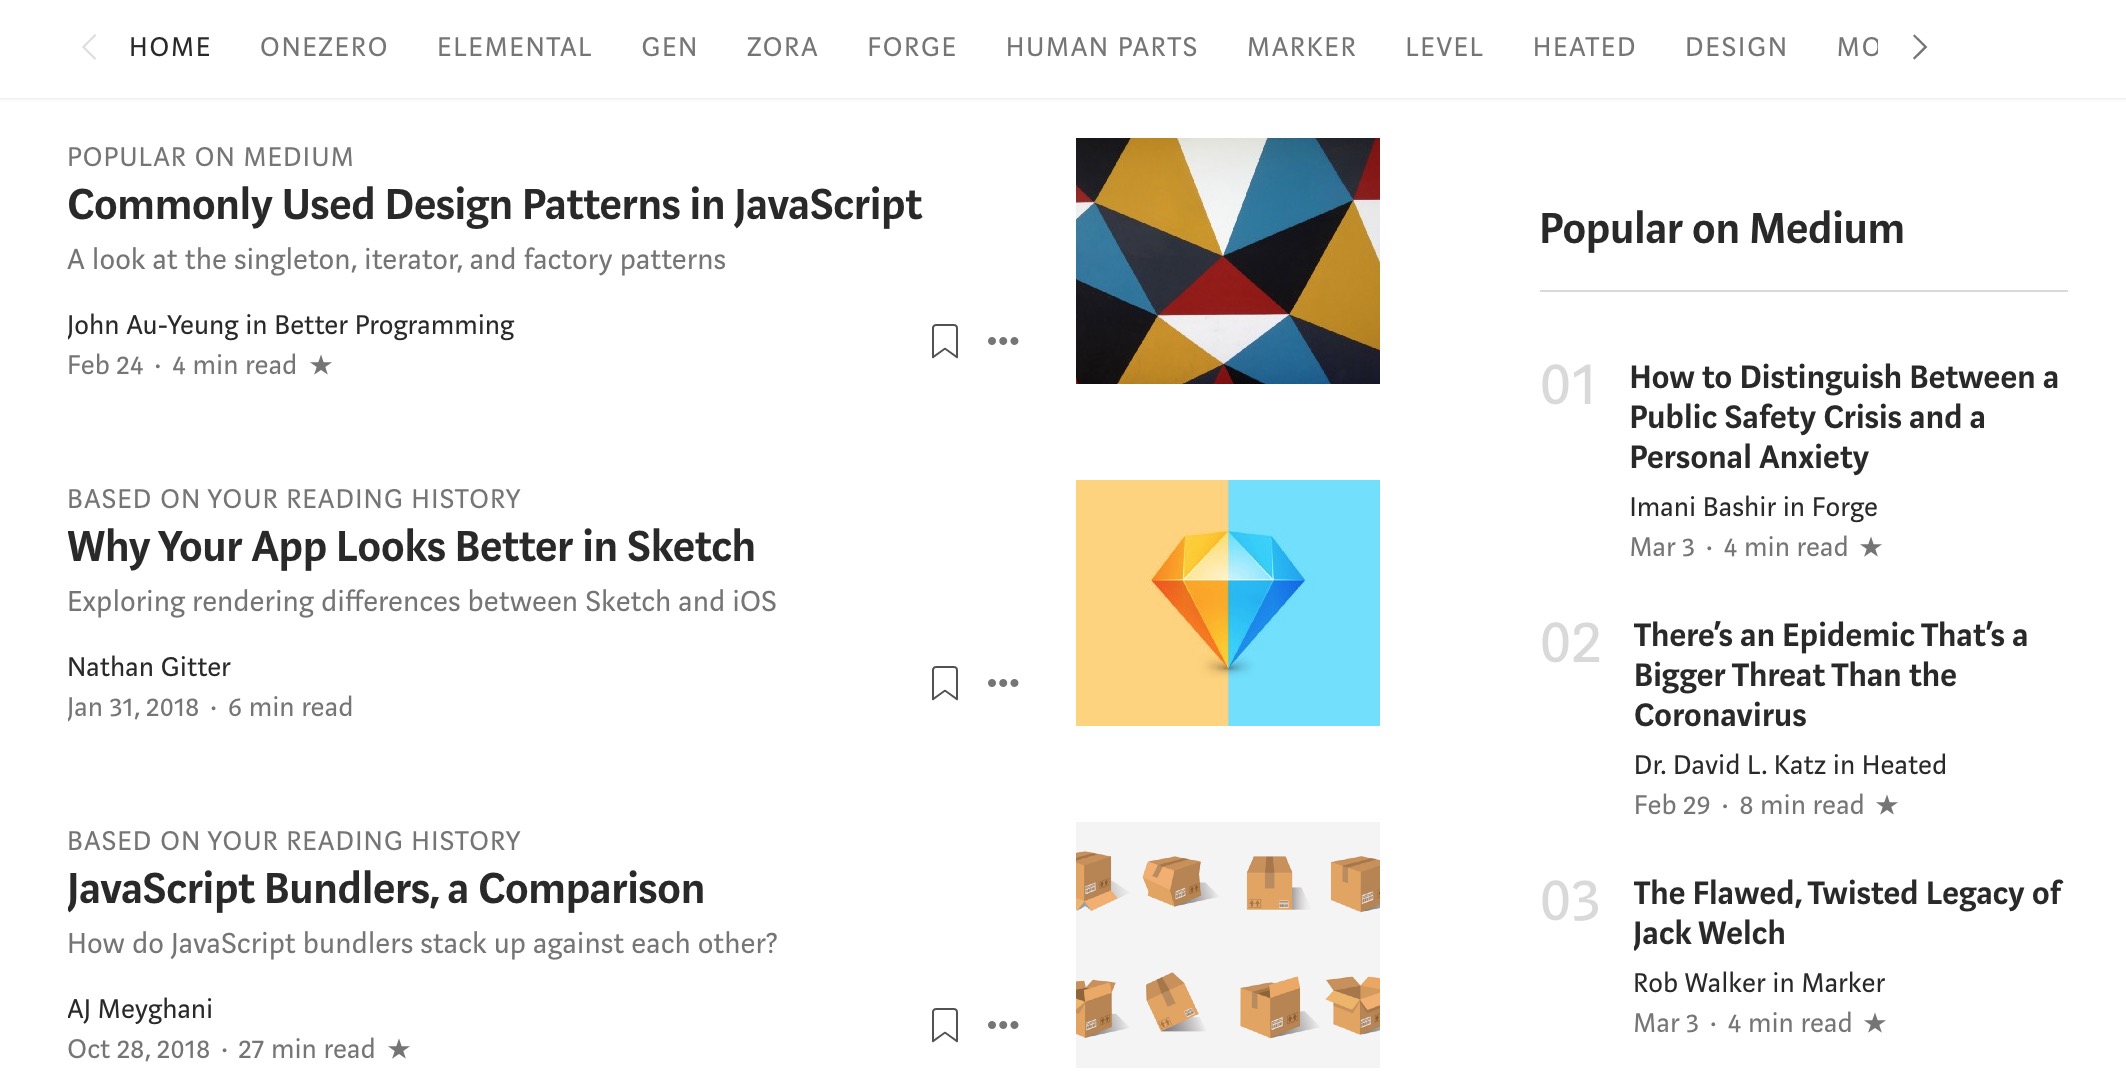 HOME ONEZERO ELEMENTAL GEN ZORA FORGE HUMAN PARTS MARKER LEVEL HEATED DESIGN MO
POPULAR ON MEDIUM
Commonly Used Design Patterns in JavaScript
A look at the singleton, iterator, and factory patterns
John Au-Yeung in Better Programming
Feb 24 · 4 min read ★
BASED ON YOUR READING HISTORY
Why Your App Looks Better in Sketch
Exploring rendering differences between Sketch and iOS
Nathan Gitter
Jan 31, 2018 · 6 min read
BASED ON YOUR READING HISTORY
JavaScript Bundlers, a Comparison
How do JavaScript bundlers stack up against each other?
AJ Meyghani
Oct 28, 2018 · 27 min read ★
Popular on Medium
01
How to Distinguish Between a
Public Safety Crisis and a
Personal Anxiety
Imani Bashir in Forge
Mar 3 · 4 min read ★
02
There’s an Epidemic That’s a
Bigger Threat Than the
Coronavirus
Dr. David L. Katz in Heated
Feb 29 · 8 min read ★
03
The Flawed, Twisted Legacy of
Jack Welch
Rob Walker in Marker
Mar 3 · 4 min read ★